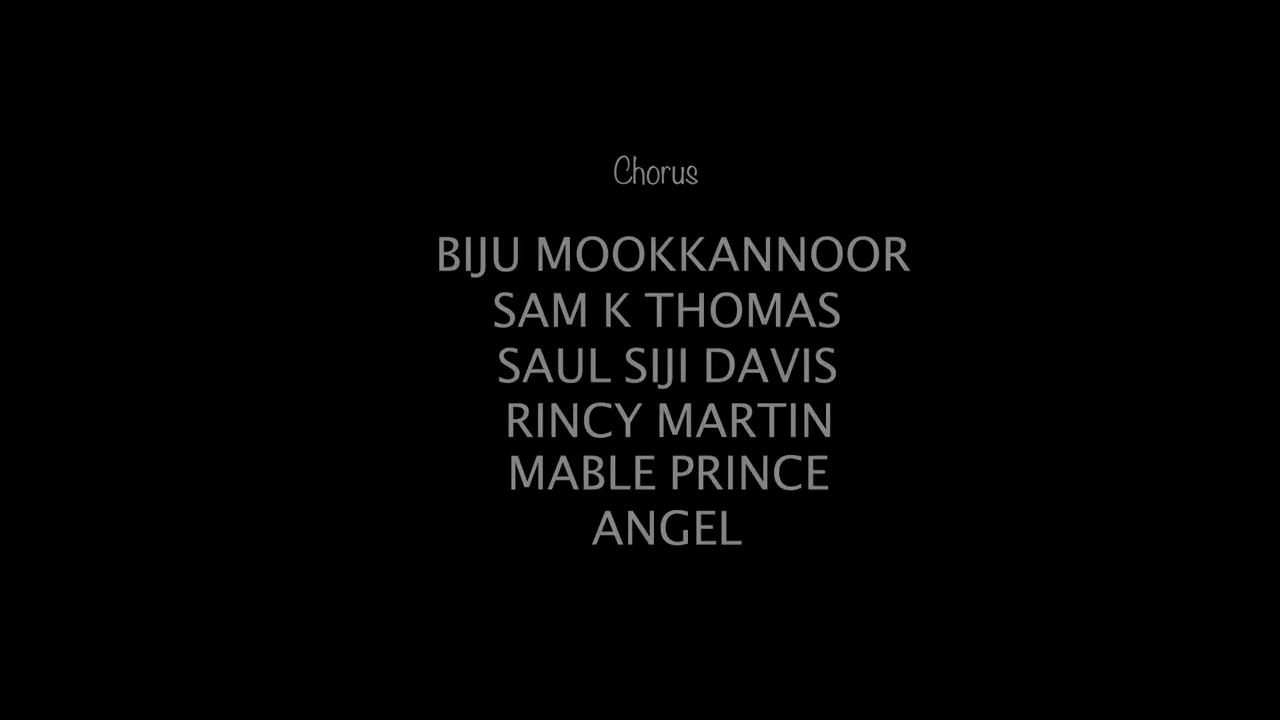 Chorus
BIJU MOOKKANNOOR
SAM K THOMAS
SAUL SIJI DAVIS
RINCY MARTIN
MABLE PRINCE
ANGEL